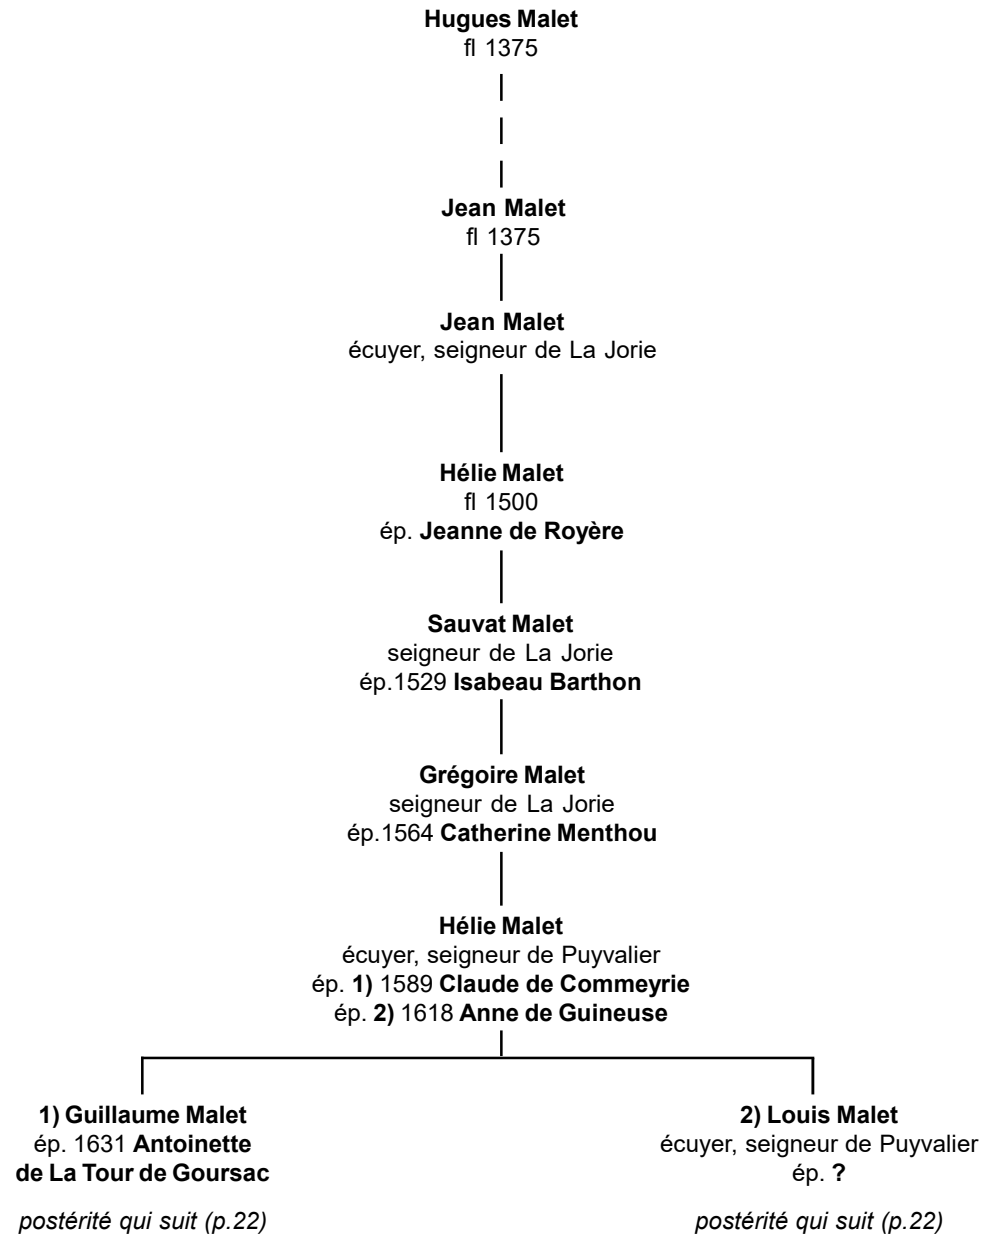 Hugues Malet
fl 1375
Jean Malet
fl 1375
Jean Malet
écuyer, seigneur de La Jorie
Hélie Malet
fl 1500
ép. Jeanne de Royère
Sauvat Malet
seigneur de La Jorie
ép.1529 Isabeau Barthon
Grégoire Malet
seigneur de La Jorie
ép.1564 Catherine Menthou
Hélie Malet
écuyer, seigneur de Puyvalier
ép. 1) 1589 Claude de Commeyrie
ép. 2) 1618 Anne de Guineuse
1) Guillaume Malet
ép. 1631 Antoinette
de La Tour de Goursac
postérité qui suit (p.22)
2) Louis Malet
écuyer, seigneur de Puyvalier
ép. ?
postérité qui suit (p.22)